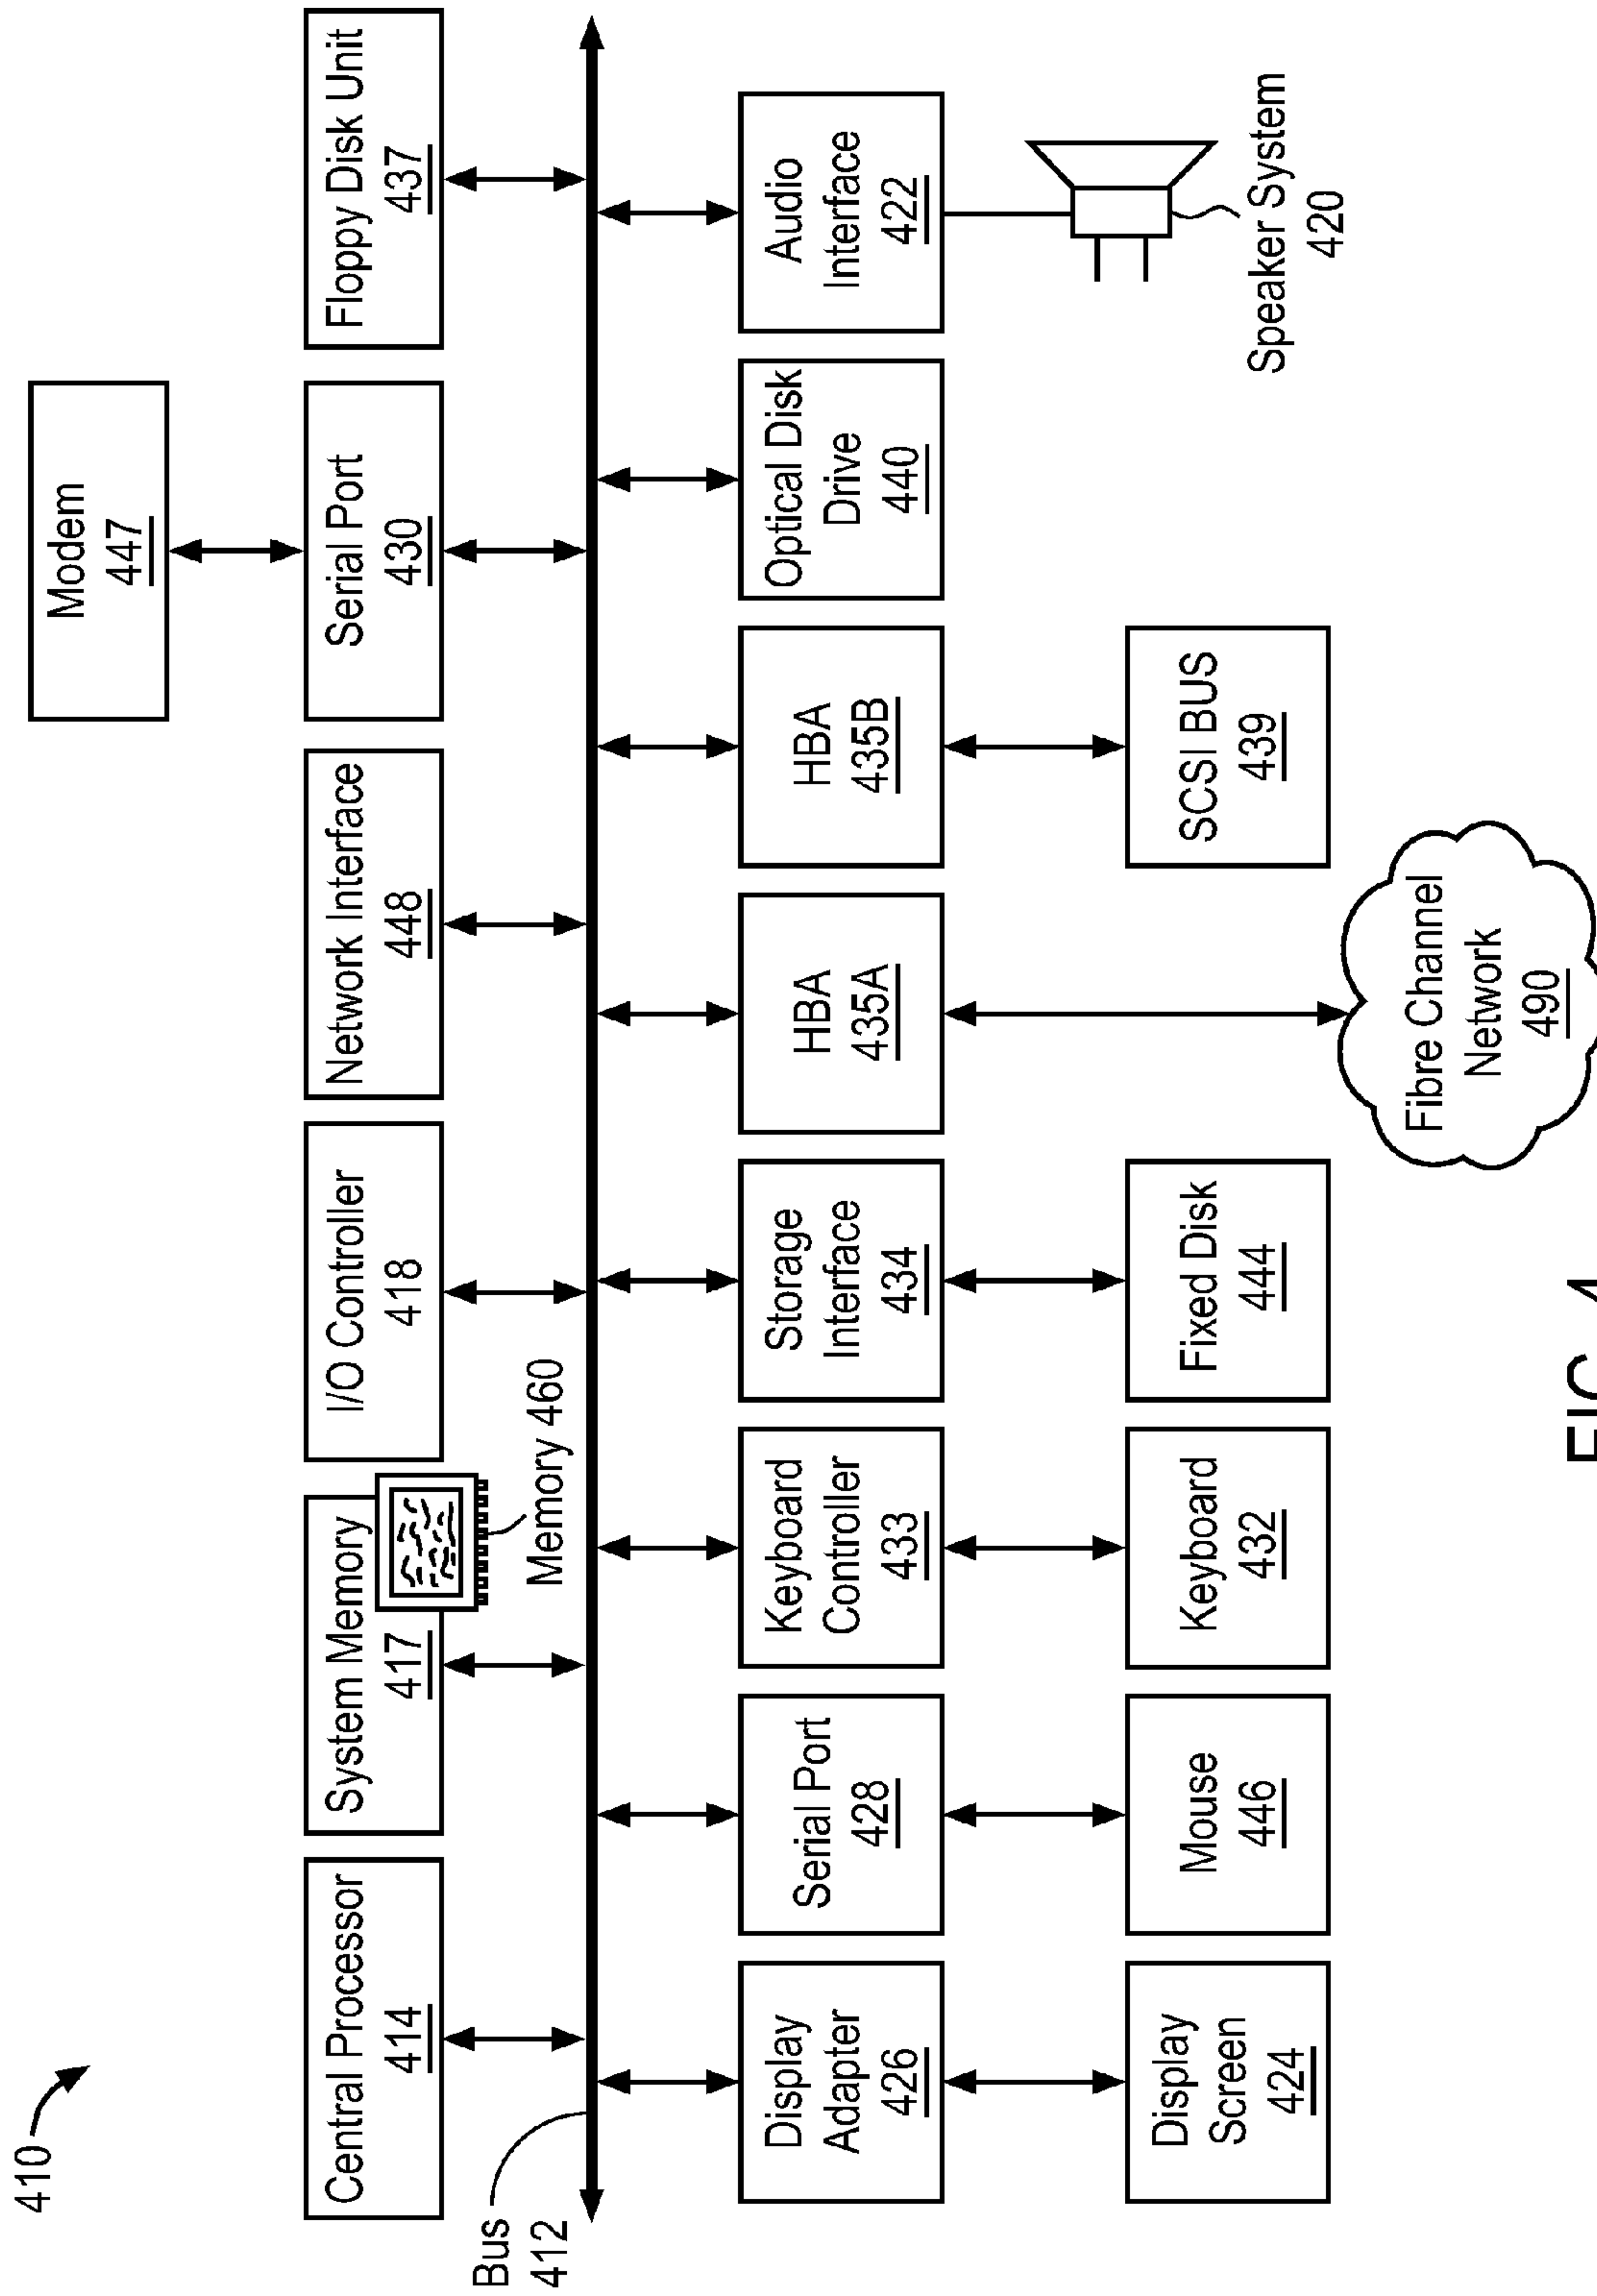 410
Modem
447
Central Processor
414
System Memory
417
I/O Controller
418
Network Interface
448
Serial Port
430
Floppy Disk Unit
437
Memory 460
Bus
412
Display
Adapter
426
Serial Port
428
Keyboard
Controller
433
Storage
Interface
434
HBA
435A
HBA
435B
Optical Disk
Drive
440
Audio
Interface
422
Display
Screen
424
Mouse
446
Keyboard
432
Fixed Disk
444
SCSI BUS
439
Speaker System
420
Fibre Channel
Network
490